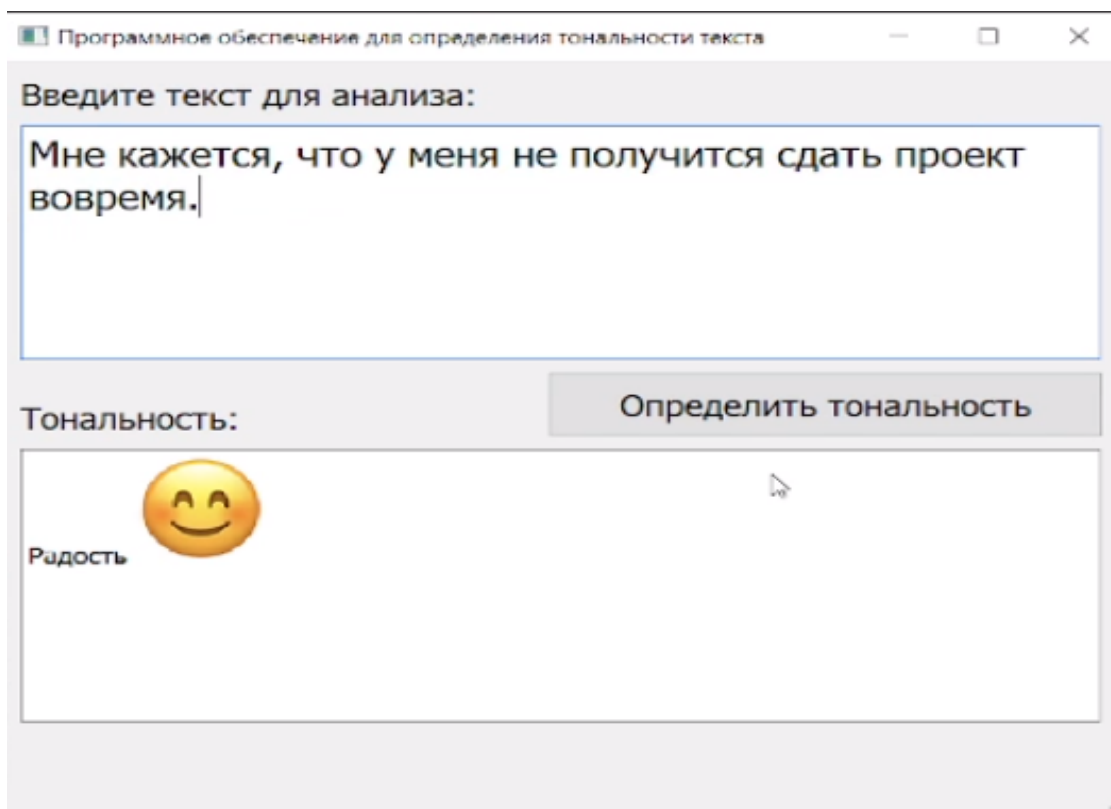 Программное обеспечение для определения тональности текста
Введите текст для анализа:
Мне кажется, что у меня не получится сдать проект
вовремя.
Определить тональность
Тональность:
Радость